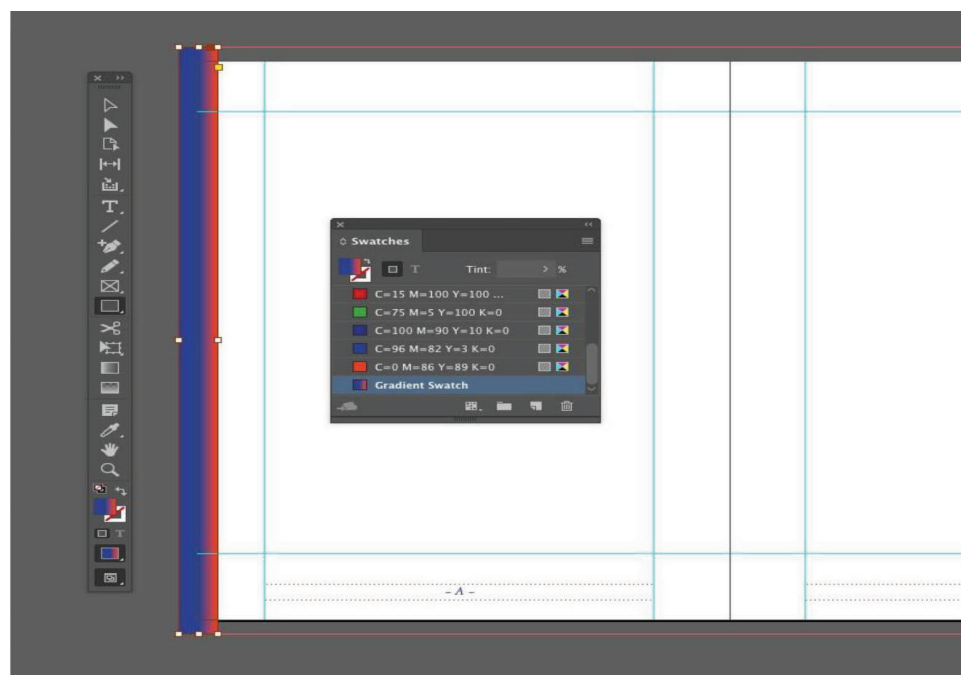 Swatches
T Tint: > %
C=15 M=100 Y=100 ...
C=75 M=5 Y=100 K=0
C=100 M=90 Y=10 K=0
C=96 M=82 Y=3 K=0
C=0 M=86 Y=89 K=0
Gradient Swatch
T
T
- A -